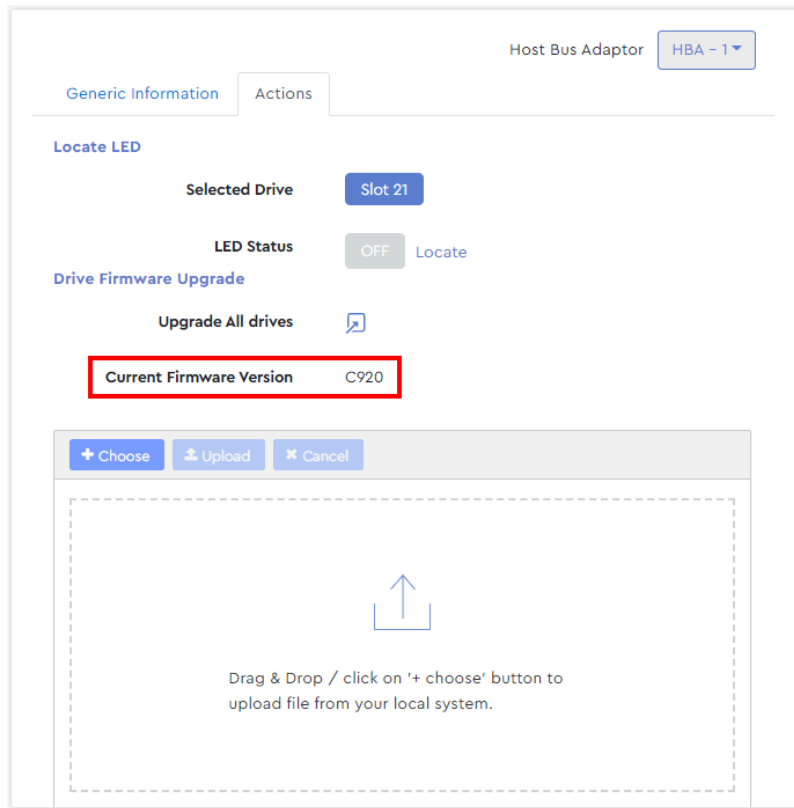 Host Bus Adaptor HBA – 1
Generic Information Actions
Locate LED
Selected Drive Slot 21
LED Status OFF Locate
Drive Firmware Upgrade
Upgrade All drives
Current Firmware Version C920
+ Choose Upload Cancel
Drag & Drop / click on '+ choose' button to
upload file from your local system.